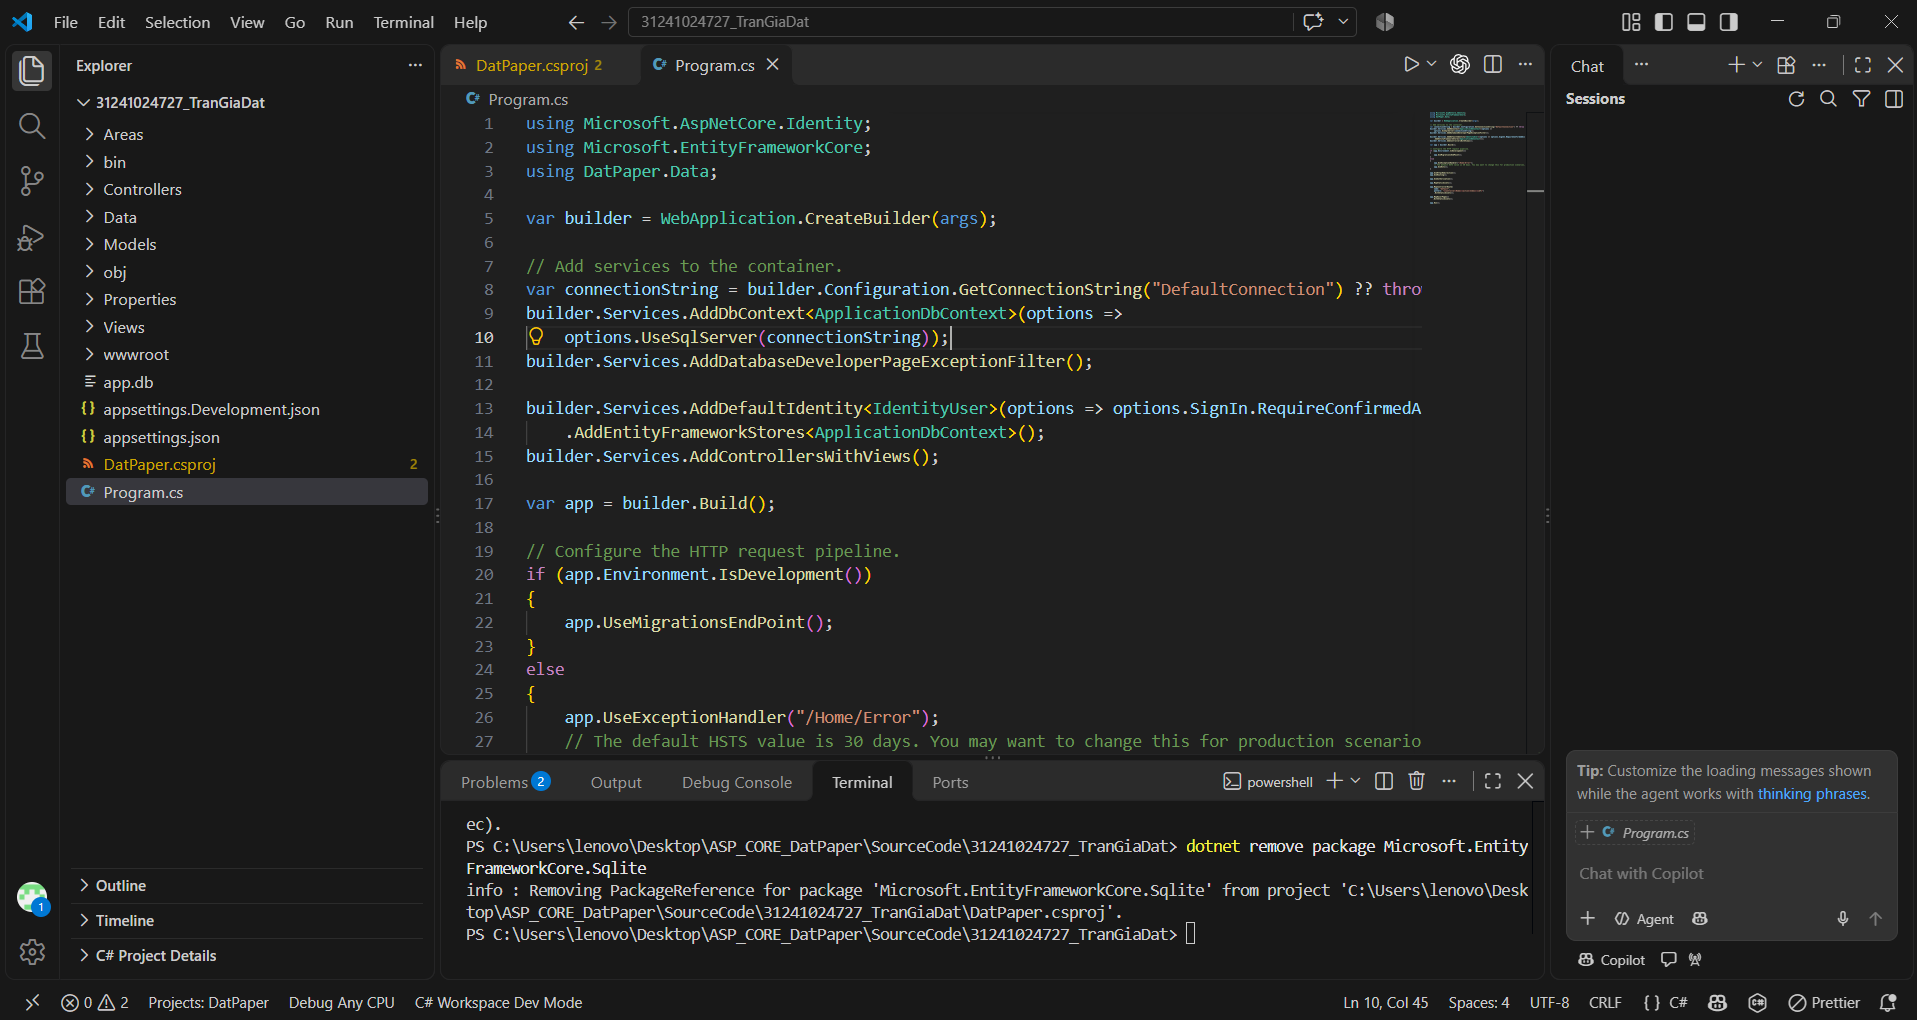 File Edit Selection View Go Run Terminal Help
31241024727_TranGiaDat
Explorer
31241024727_TranGiaDat
Areas
bin
Controllers
Data
Models
obj
Properties
Views
wwwroot
app.db
appsettings.Development.json
appsettings.json
DatPaper.csproj 2
Program.cs
Outline
Timeline
C# Project Details
1
DatPaper.csproj 2
Program.cs
Program.cs
1 using Microsoft.AspNetCore.Identity;
2 using Microsoft.EntityFrameworkCore;
3 using DatPaper.Data;
4
5 var builder = WebApplication.CreateBuilder(args);
6
7 // Add services to the container.
8 var connectionString = builder.Configuration.GetConnectionString("DefaultConnection") ?? thro
9 builder.Services.AddDbContext<ApplicationDbContext>(options =>
10 options.UseSqlServer(connectionString));
11 builder.Services.AddDatabaseDeveloperPageExceptionFilter();
12
13 builder.Services.AddDefaultIdentity<IdentityUser>(options => options.SignIn.RequireConfirmedA
14 .AddEntityFrameworkStores<ApplicationDbContext>();
15 builder.Services.AddControllersWithViews();
16
17 var app = builder.Build();
18
19 // Configure the HTTP request pipeline.
20 if (app.Environment.IsDevelopment())
21 {
22 app.UseMigrationsEndPoint();
23 }
24 else
25 {
26 app.UseExceptionHandler("/Home/Error");
27 // The default HSTS value is 30 days. You may want to change this for production scenario
Problems 2 Output Debug Console Terminal Ports
powershell
ec).
PS C:\Users\lenovo\Desktop\ASP_CORE_DatPaper\SourceCode\31241024727_TranGiaDat> dotnet remove package Microsoft.Entity
FrameworkCore.Sqlite
info : Removing PackageReference for package 'Microsoft.EntityFrameworkCore.Sqlite' from project 'C:\Users\lenovo\Desk
top\ASP_CORE_DatPaper\SourceCode\31241024727_TranGiaDat\DatPaper.csproj'.
PS C:\Users\lenovo\Desktop\ASP_CORE_DatPaper\SourceCode\31241024727_TranGiaDat>
Chat
Sessions
Tip: Customize the loading messages shown
while the agent works with thinking phrases.
Program.cs
Chat with Copilot
Agent
Copilot
0 2 Projects: DatPaper Debug Any CPU C# Workspace Dev Mode
Ln 10, Col 45 Spaces: 4 UTF-8 CRLF { } C# Prettier